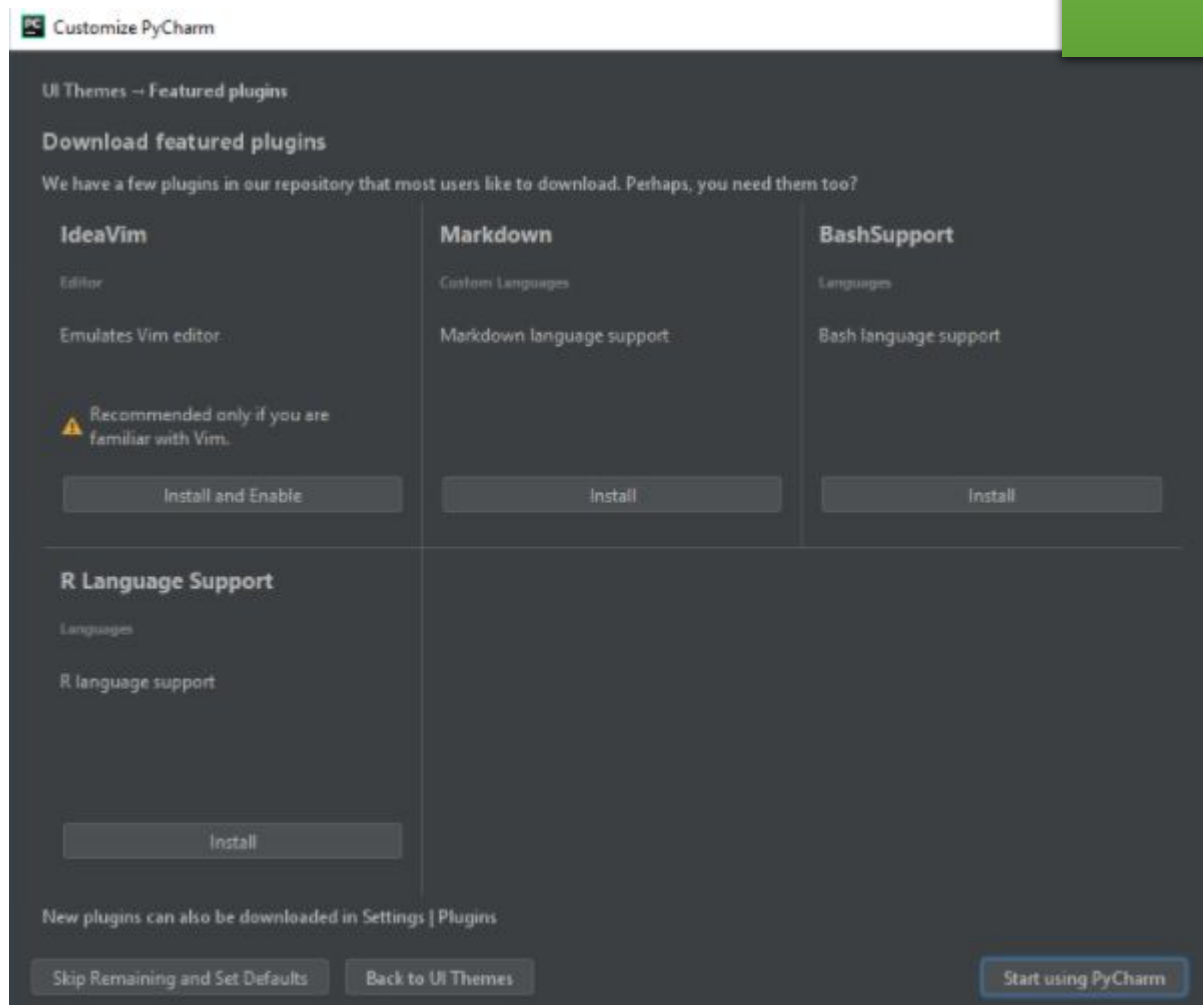 PC Customize PyCharm
UI Themes → Featured plugins
Download featured plugins
We have a few plugins in our repository that most users like to download. Perhaps, you need them too?
IdeaVim
Editor
Emulates Vim editor
Recommended only if you are
familiar with Vim.
Install and Enable
Markdown
Custom Languages
Markdown language support
Install
BashSupport
Languages
Bash language support
Install
R Language Support
Languages
R language support
Install
New plugins can also be downloaded in Settings | Plugins
Skip Remaining and Set Defaults
Back to UI Themes
Start using PyCharm